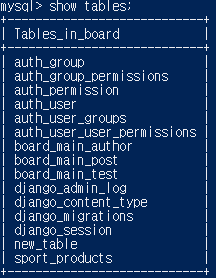 mysql> show tables;
+----------------------------+
| Tables_in_board            |
+----------------------------+
| auth_group
| auth_group_permissions
| auth_permission
| auth_user
| auth_user_groups
| auth_user_user_permissions |
| board_main_author
| board_main_post
| board_main_test
| django_admin_log
| django_content_type
| django_migrations
| django_session
| new_table
| sport_products
+----------------------------+